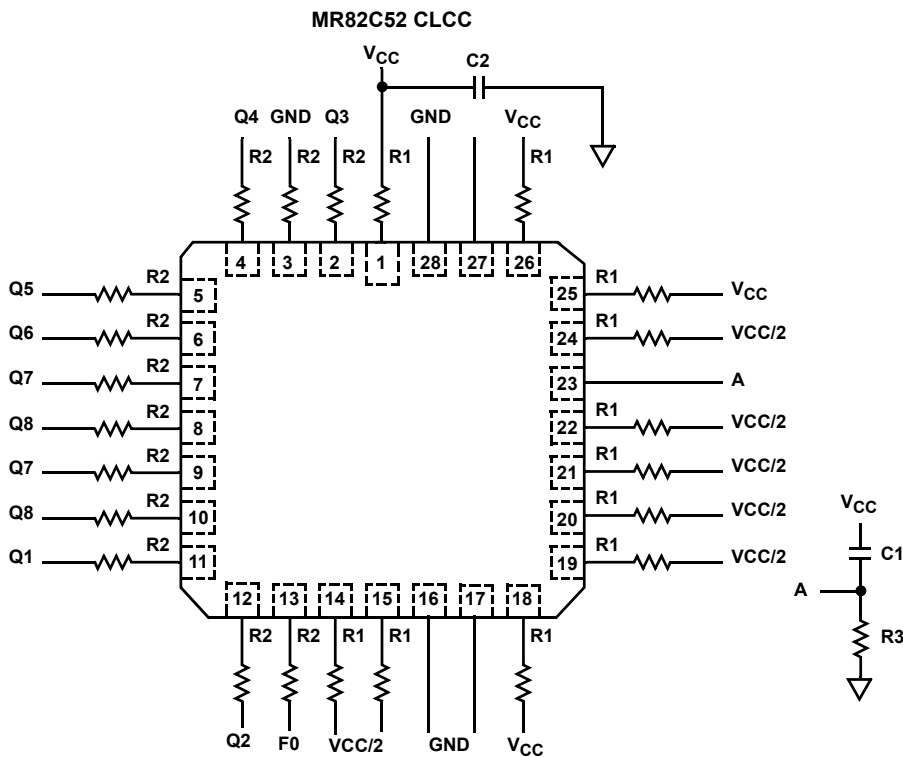 MR82C52 CLCC
VCC
C2
Q4 GND Q3 GND VCC
R2 R2 R2 R1 R1
4 3 2 1 28 27 26
Q5 R2 5 25 R1 VCC
Q6 R2 6 24 R1 VCC/2
Q7 R2 7 23 A
Q8 R2 8 22 R1 VCC/2
Q7 R2 9 21 R1 VCC/2
Q8 R2 10 20 R1 VCC/2
Q1 R2 11 19 R1 VCC/2
12 13 14 15 16 17 18
R2 R2 R1 R1 R1
Q2 F0 VCC/2 GND VCC
VCC
C1
A
R3